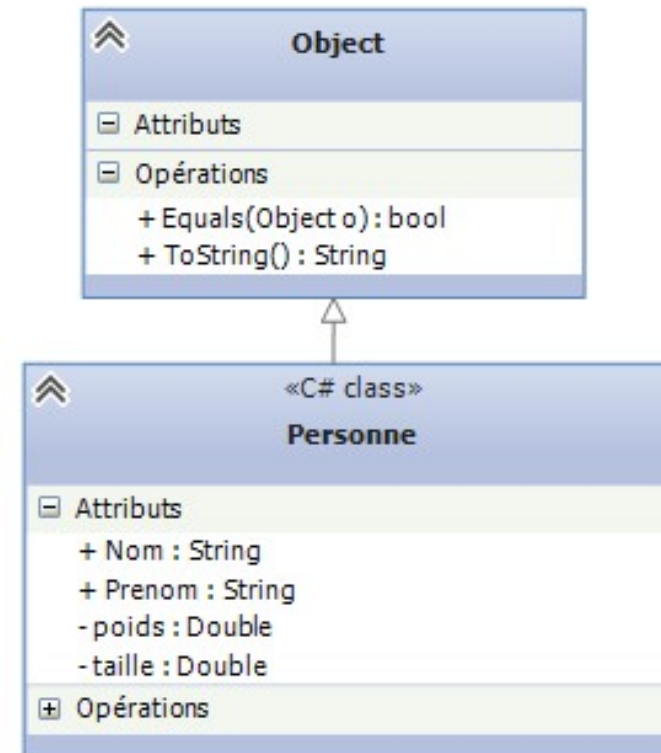 Object
Attributs
Opérations
+ Equals(Object o) : bool
+ ToString() : String
«C# class»
Personne
Attributs
+ Nom : String
+ Prenom : String
- poids : Double
- taille : Double
Opérations